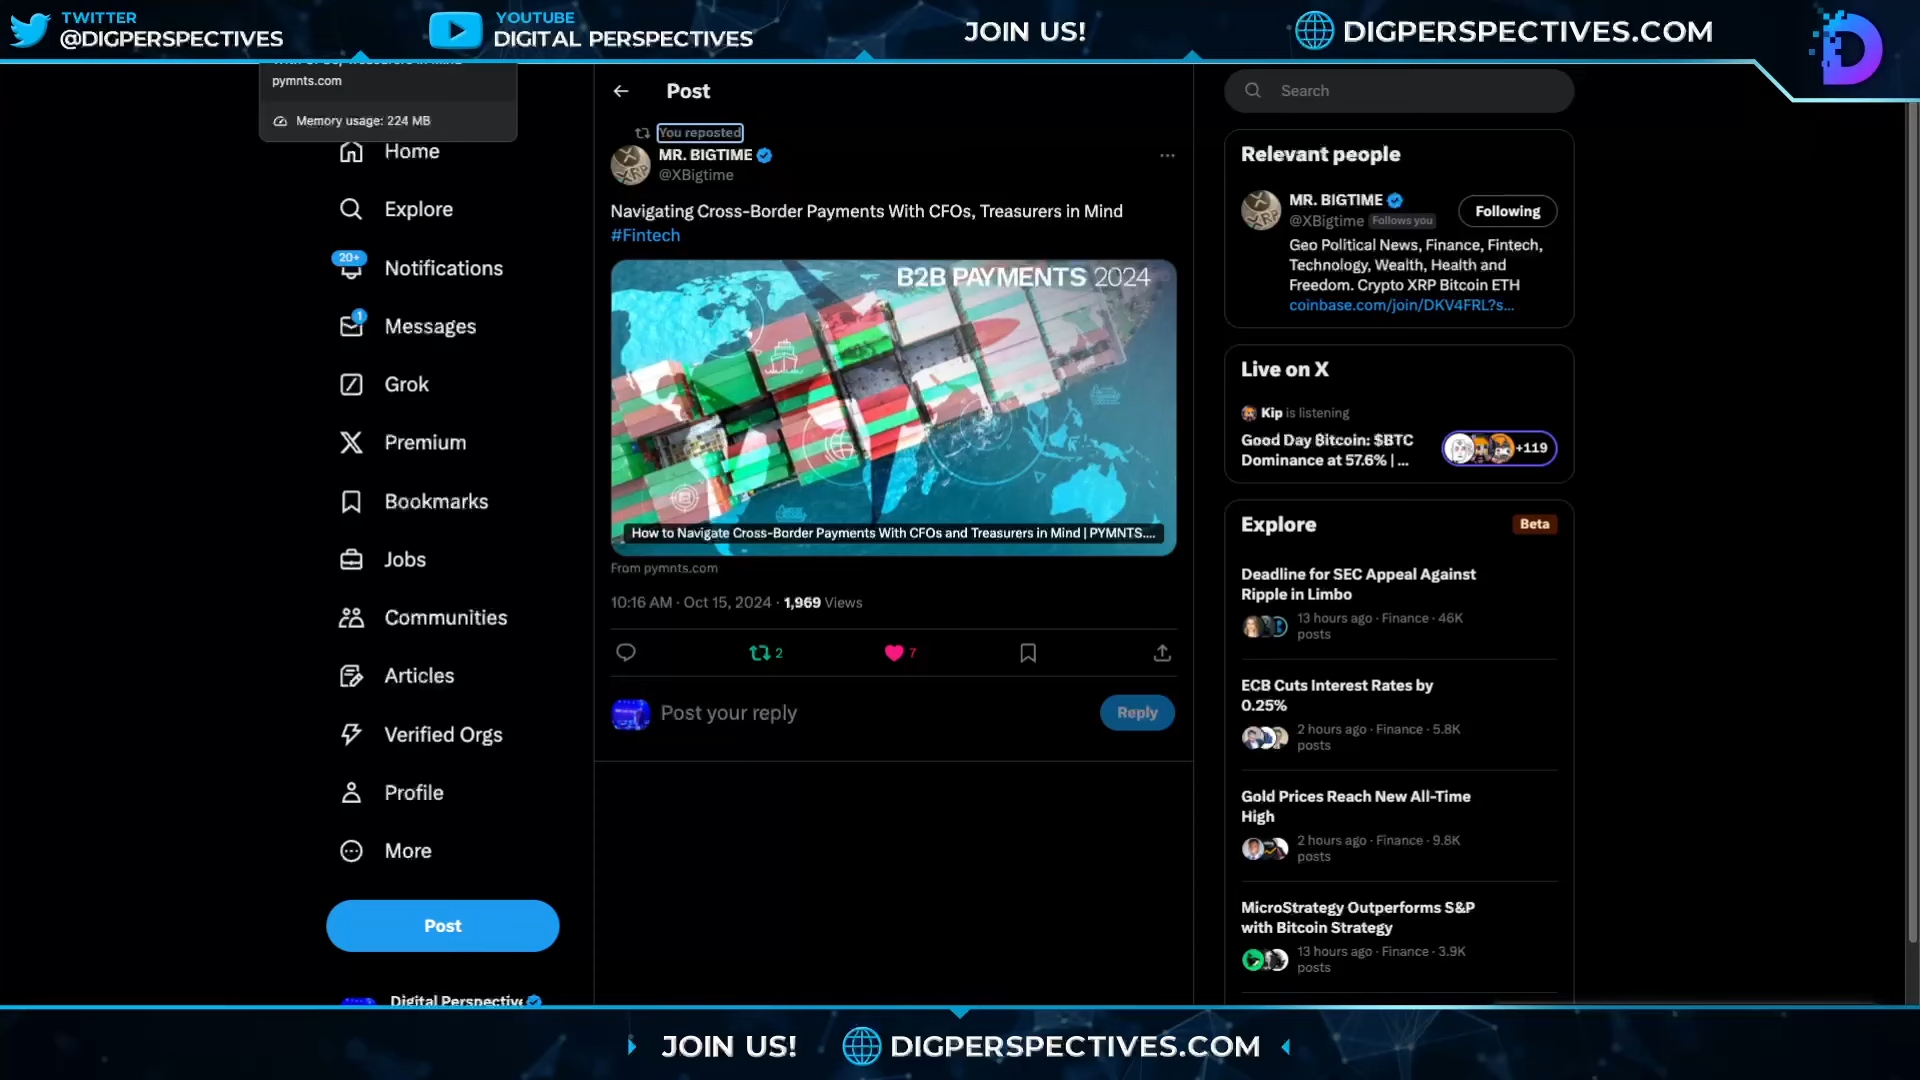 TWITTER
@DIGPERSPECTIVES
YOUTUBE
DIGITAL PERSPECTIVES
JOIN US!
DIGPERSPECTIVES.COM
pymnts.com
Memory usage: 224 MB
Home
Explore
20+
Notifications
1
Messages
Grok
Premium
Bookmarks
Jobs
Communities
Articles
Verified Orgs
Profile
More
Post
Digital Perspective
Post
You reposted
MR. BIGTIME
@XBigtime
Navigating Cross-Border Payments With CFOs, Treasurers in Mind
#Fintech
B2B PAYMENTS 2024
How to Navigate Cross-Border Payments With CFOs and Treasurers in Mind | PYMNTS....
From pymnts.com
10:16 AM · Oct 15, 2024 · 1,969 Views
2
7
Post your reply
Reply
Search
Relevant people
MR. BIGTIME
@XBigtime Follows you
Following
Geo Political News, Finance, Fintech,
Technology, Wealth, Health and
Freedom. Crypto XRP Bitcoin ETH
coinbase.com/join/DKV4FRL?s...
Live on X
Kip is listening
Good Day ₿itcoin: $BTC
Dominance at 57.6% | ...
+119
Explore
Beta
Deadline for SEC Appeal Against
Ripple in Limbo
13 hours ago · Finance · 46K
posts
ECB Cuts Interest Rates by
0.25%
2 hours ago · Finance · 5.8K
posts
Gold Prices Reach New All-Time
High
2 hours ago · Finance · 9.8K
posts
MicroStrategy Outperforms S&P
with Bitcoin Strategy
13 hours ago · Finance · 3.9K
posts
JOIN US!
DIGPERSPECTIVES.COM